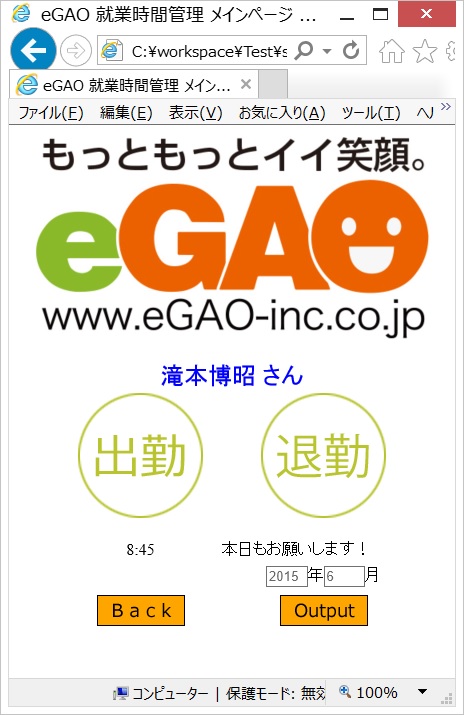 eGAO 就業時間管理 メインページ ...
C:¥workspace¥Test¥s
eGAO 就業時間管理 メイン...
ファイル(F) 編集(E) 表示(V) お気に入り(A) ツール(T) ヘル
もっともっとイイ笑顔。
eGAO
www.eGAO-inc.co.jp
滝本博昭 さん
出勤 退勤
8:45 本日もお願いします！
2015年6月
Ｂａｃｋ Output
コンピューター | 保護モード: 無効 100%